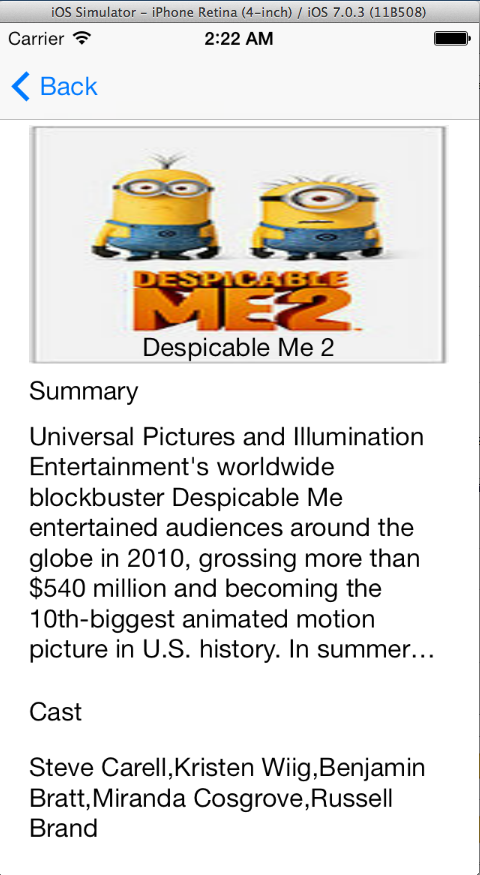 iOS Simulator - iPhone Retina (4-inch) / iOS 7.0.3 (11B508)
Carrier 2:22 AM
Back
DESPICABLE
ME 2
Despicable Me 2
Summary
Universal Pictures and Illumination
Entertainment's worldwide
blockbuster Despicable Me
entertained audiences around the
globe in 2010, grossing more than
$540 million and becoming the
10th-biggest animated motion
picture in U.S. history. In summer…
Cast
Steve Carell,Kristen Wiig,Benjamin
Bratt,Miranda Cosgrove,Russell
Brand